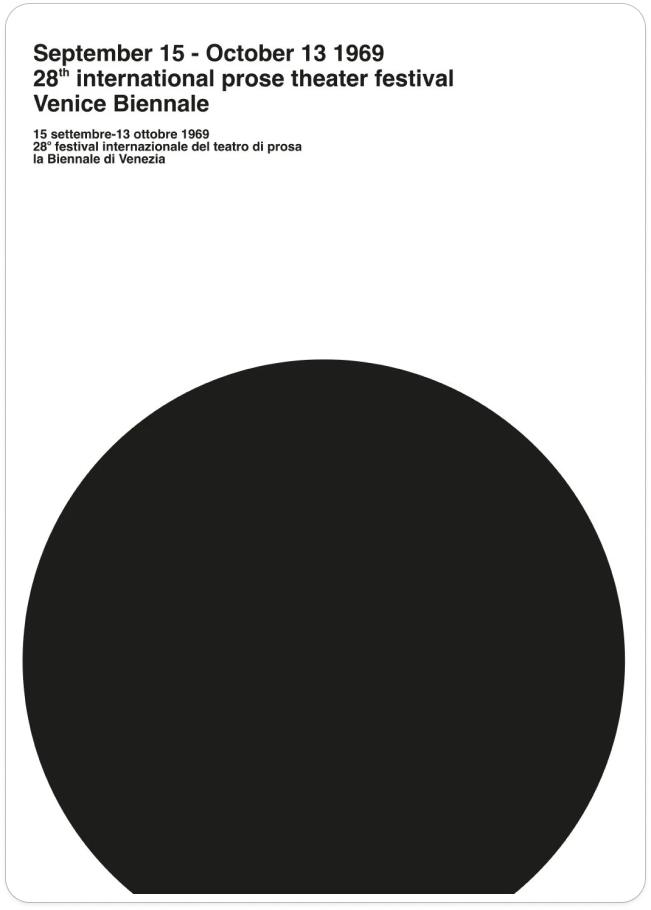 September 15 - October 13 1969
28th international prose theater festival
Venice Biennale
15 settembre-13 ottobre 1969
28° festival internazionale del teatro di prosa
la Biennale di Venezia